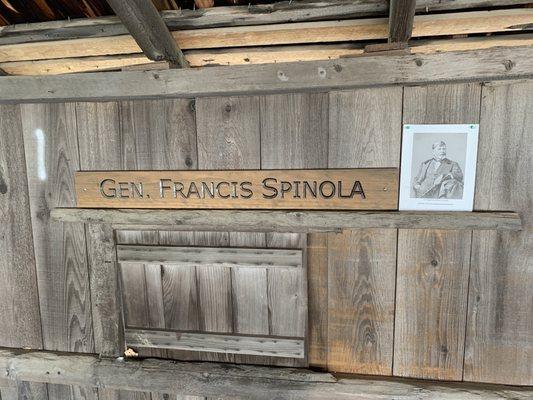 GEN. FRANCIS SPINOLA